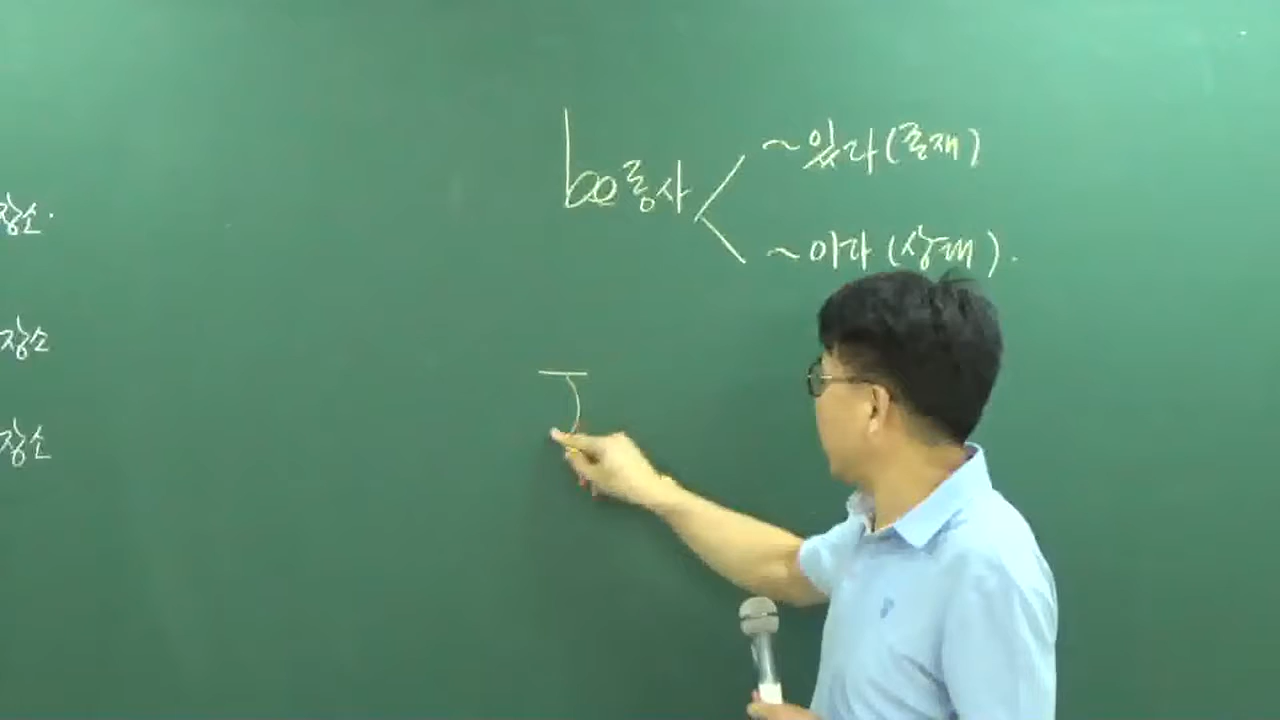 be동사
~있다(존재)
~이다(상태).
장소.
장소
장소
J